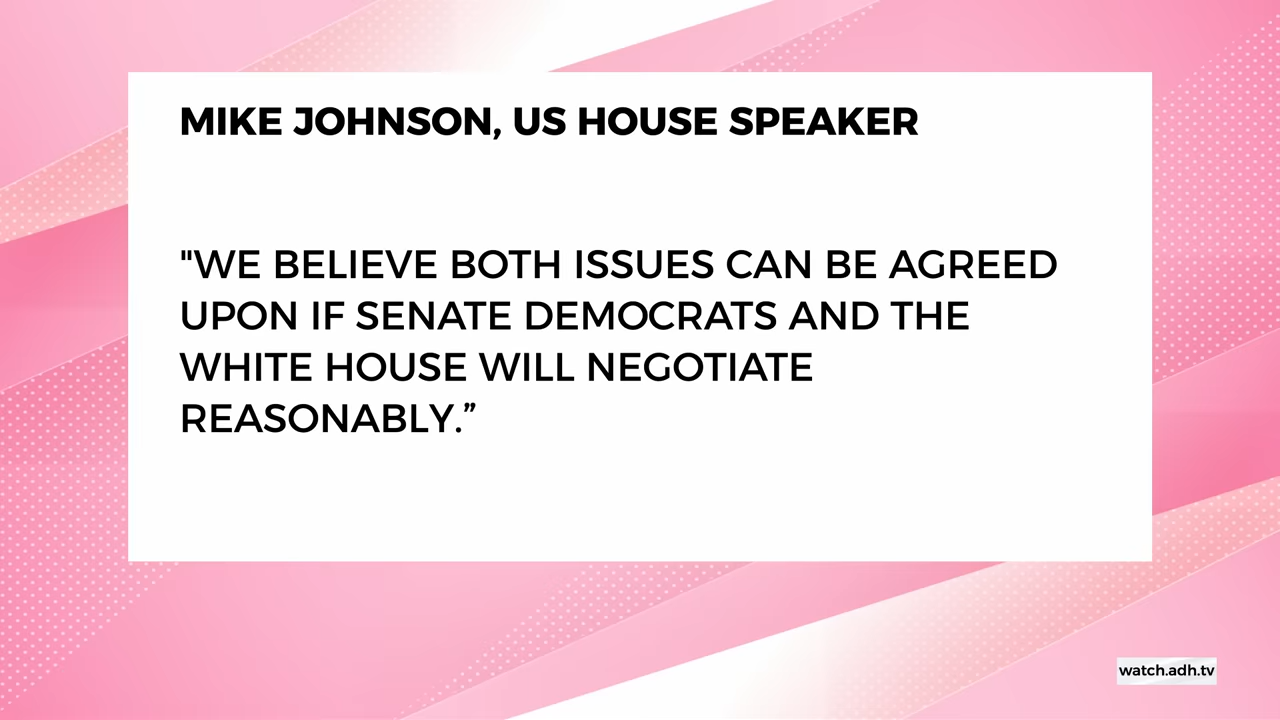 MIKE JOHNSON, US HOUSE SPEAKER
"WE BELIEVE BOTH ISSUES CAN BE AGREED
UPON IF SENATE DEMOCRATS AND THE
WHITE HOUSE WILL NEGOTIATE
REASONABLY.”
watch.adh.tv